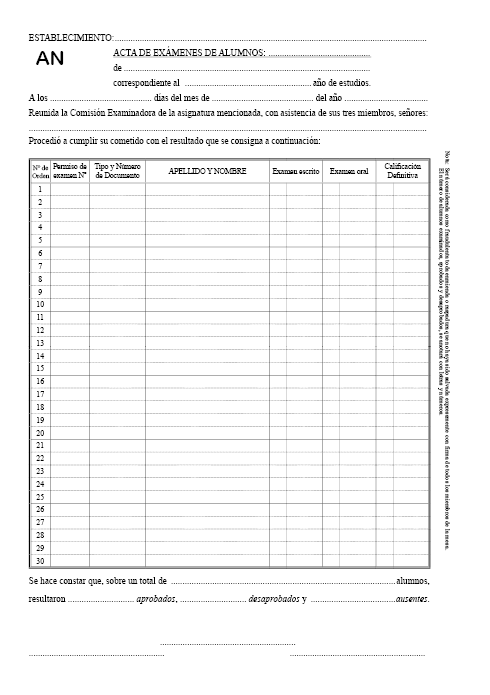 ESTABLECIMIENTO:..............................................................
AN
ACTA DE EXÁMENES DE ALUMNOS: ..............................
de ..............................................................
correspondiente al .............................. año de estudios.
A los .............................. días del mes de .............................. del año ..............................
Reunida la Comisión Examinadora de la asignatura mencionada, con asistencia de sus tres miembros, señores:
..............................................................
Procedió a cumplir su cometido con el resultado que se consigna a continuación:
Nº de Orden Permiso de examen Nº Tipo y Número de Documento APELLIDO Y NOMBRE Examen escrito Examen oral Calificación Definitiva
1
2
3
4
5
6
7
8
9
10
11
12
13
14
15
16
17
18
19
20
21
22
23
24
25
26
27
28
29
30
Nota: Será considerada como fraudulenta toda enmienda o raspadura que no haya sido salvada expresamente con firma de todos los miembros de la mesa.
El número de alumnos examinados, aprobados y desaprobados, se anotará con letras y números.
Se hace constar que, sobre un total de .............................. alumnos,
resultaron .............................. aprobados, .............................. desaprobados y .............................. ausentes.